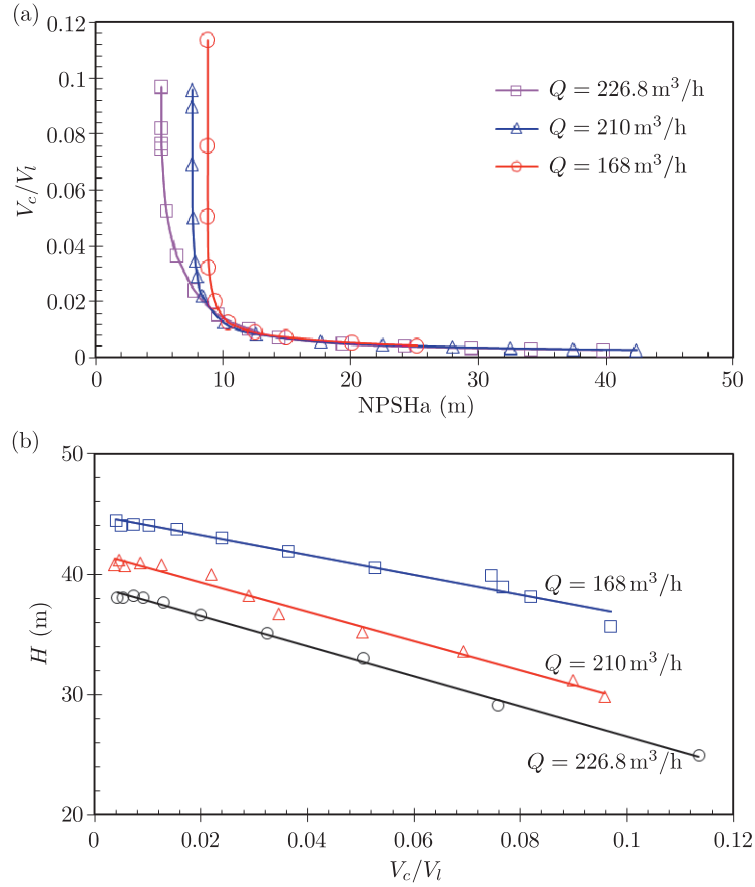 (a)
0.12
0.1
0.08
0.06
0.04
0.02
0
V_c/V_l
Q = 226.8 m³/h
Q = 210 m³/h
Q = 168 m³/h
0 10 20 30 40 50
NPSHa (m)
(b)
50
40
30
20
H (m)
Q = 168 m³/h
Q = 210 m³/h
Q = 226.8 m³/h
0 0.02 0.04 0.06 0.08 0.1 0.12
V_c/V_l